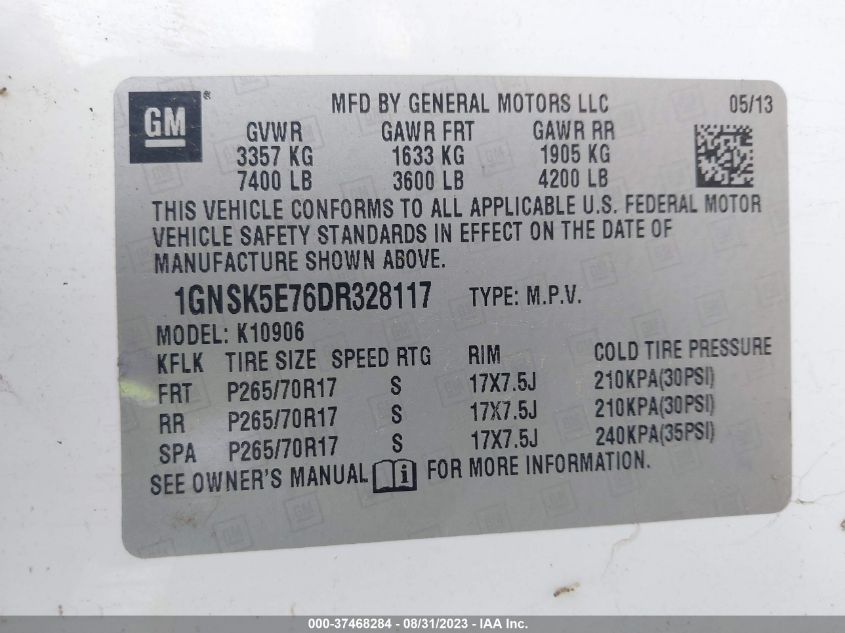 GM ®
MFD BY GENERAL MOTORS LLC 05/13
GVWR GAWR FRT GAWR RR
3357 KG 1633 KG 1905 KG
7400 LB 3600 LB 4200 LB
THIS VEHICLE CONFORMS TO ALL APPLICABLE U.S. FEDERAL MOTOR
VEHICLE SAFETY STANDARDS IN EFFECT ON THE DATE OF
MANUFACTURE SHOWN ABOVE.
1GNSK5E76DR328117 TYPE: M.P.V.
MODEL: K10906
KFLK TIRE SIZE SPEED RTG RIM COLD TIRE PRESSURE
FRT P265/70R17 S 17X7.5J 210KPA(30PSI)
RR P265/70R17 S 17X7.5J 210KPA(30PSI)
SPA P265/70R17 S 17X7.5J 240KPA(35PSI)
SEE OWNER'S MANUAL i FOR MORE INFORMATION.
000-37468284 - 08/31/2023 - IAA Inc.